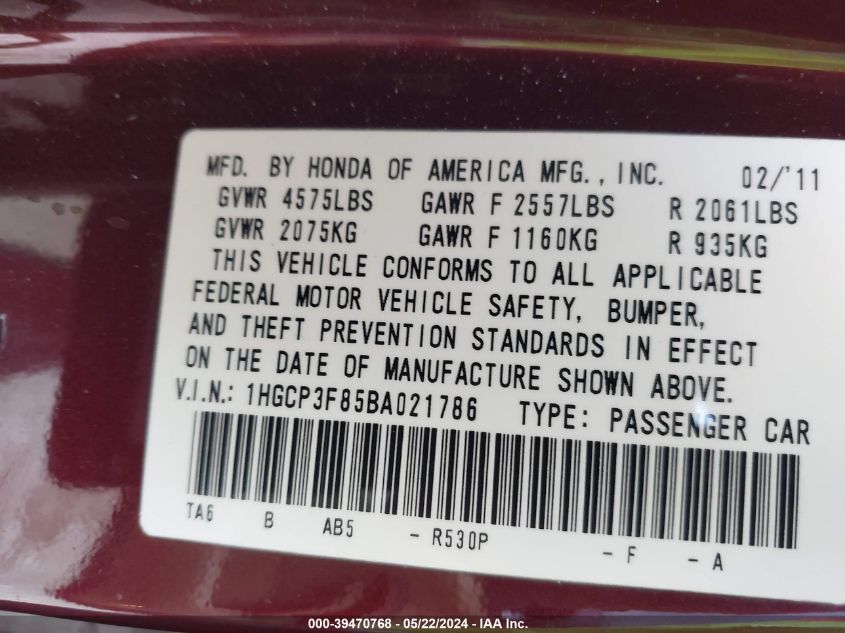 MFD. BY HONDA OF AMERICA MFG., INC. 02/'11
GVWR 4575LBS GAWR F 2557LBS R 2061LBS
GVWR 2075KG GAWR F 1160KG R 935KG
THIS VEHICLE CONFORMS TO ALL APPLICABLE
FEDERAL MOTOR VEHICLE SAFETY, BUMPER,
AND THEFT PREVENTION STANDARDS IN EFFECT
ON THE DATE OF MANUFACTURE SHOWN ABOVE.
V.I.N.: 1HGCP3F85BA021786 TYPE: PASSENGER CAR
TA6 B AB5 - R530P - F - A
000-39470768 - 05/22/2024 - IAA Inc.